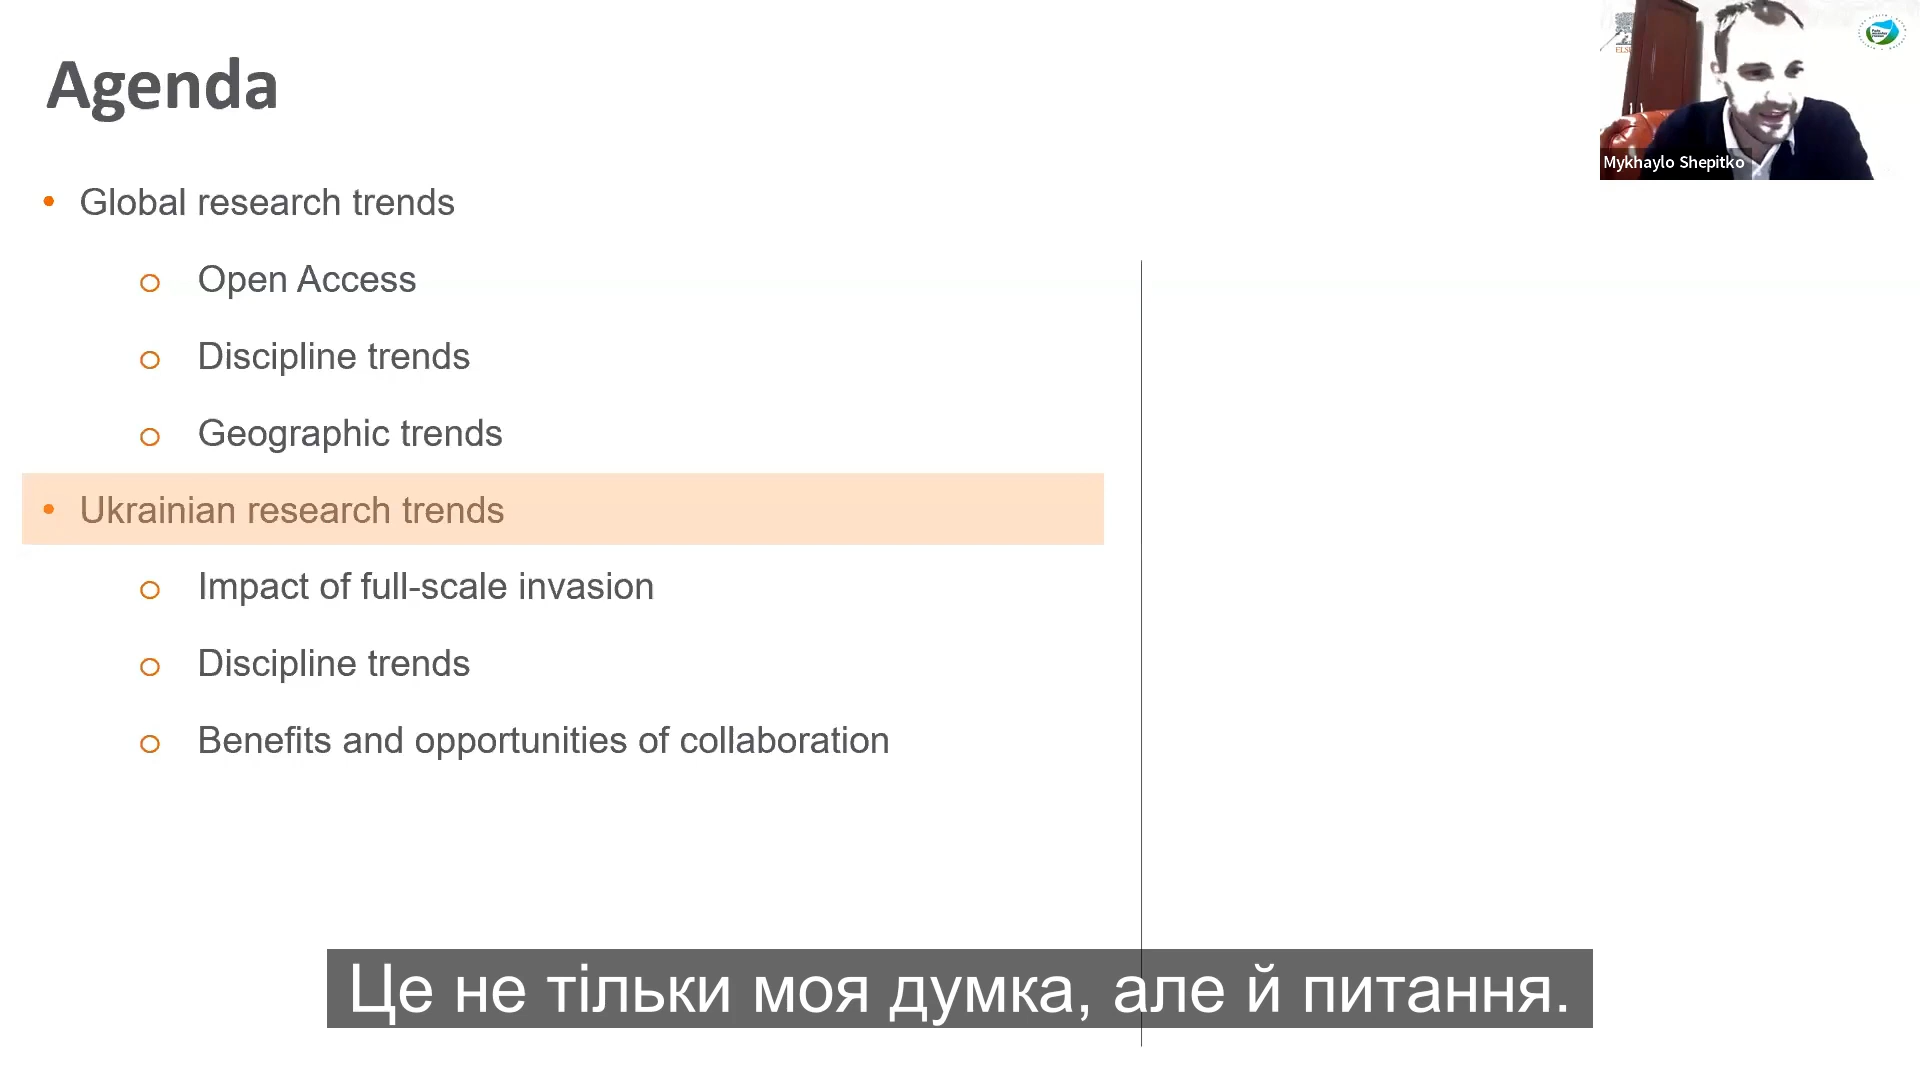 Agenda
Mykhaylo Shepitko
• Global research trends
o Open Access
o Discipline trends
o Geographic trends
• Ukrainian research trends
o Impact of full-scale invasion
o Discipline trends
o Benefits and opportunities of collaboration
Це не тільки моя думка, але й питання.